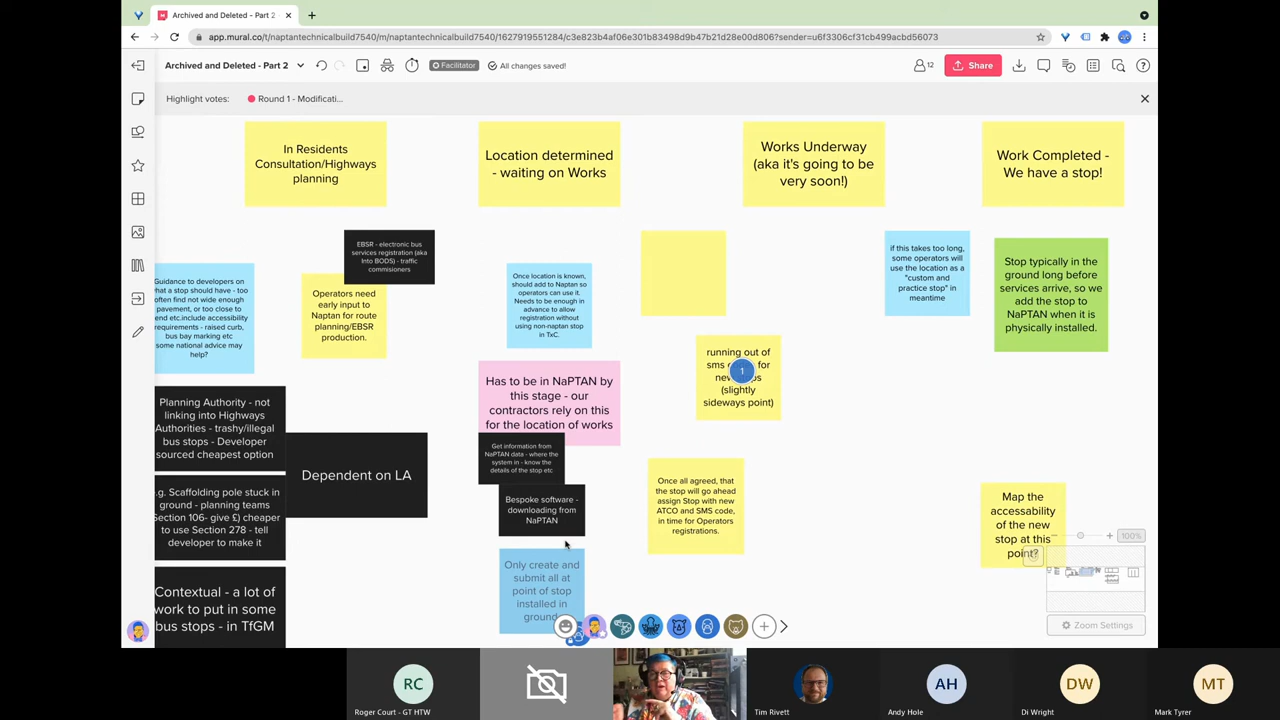 Archived and Deleted - Part 2
app.mural.co/t/naptantechnicalbuild7540/m/naptantechnicalbuild7540/1627919551284/c3e823b4af06e301b83498d9b47b21d28e00d806?sender=u6f3306cf31cb499acbd56073
Archived and Deleted - Part 2
Facilitator
All changes saved!
12
Share
Highlight votes:
Round 1 - Modificati...
In Residents
Consultation/Highways
planning
Location determined
- waiting on Works
Works Underway
(aka it's going to be
very soon!)
Work Completed -
We have a stop!
EBSR - electronic bus
services registration (aka
Into BODS) - traffic
commisioners
Guidance to developers on
what a stop should have - too
often find not wide enough
pavement, or too close to
end etc.include accessibility
requirements - raised curb,
bus bay marking etc
some national advice may
help?
Operators need
early input to
Naptan for route
planning/EBSR
production.
Once location is known,
should add to Naptan so
operators can use it.
Needs to be enough in
advance to allow
registration without
using non-naptan stop
in TxC.
if this takes too long,
some operators will
use the location as a
"custom and
practice stop" in
meantime
Stop typically in the
ground long before
services arrive, so we
add the stop to
NaPTAN when it is
physically installed.
running out of
sms for
new
(slightly
sideways point)
1
Has to be in NaPTAN by
this stage - our
contractors rely on this
for the location of works
Planning Authority - not
linking into Highways
Authorities - trashy/illegal
bus stops - Developer
sourced cheapest option
Dependent on LA
Get information from
NaPTAN data - where the
system in - know the
details of the stop etc
Bespoke software -
downloading from
NaPTAN
Once all agreed, that
the stop will go ahead
assign Stop with new
ATCO and SMS code,
in time for Operators
registrations.
.g. Scaffolding pole stuck in
ground - planning teams
Section 106- give £) cheaper
to use Section 278 - tell
developer to make it
Map the
accessability
of the new
stop at this
point?
100%
Only create and
submit all at
point of stop
installed in
ground
Contextual - a lot of
work to put in some
bus stops - in TfGM
Zoom Settings
RC
Roger Court - GT HTW
Tim Rivett
AH
Andy Hole
DW
Di Wright
MT
Mark Tyrer